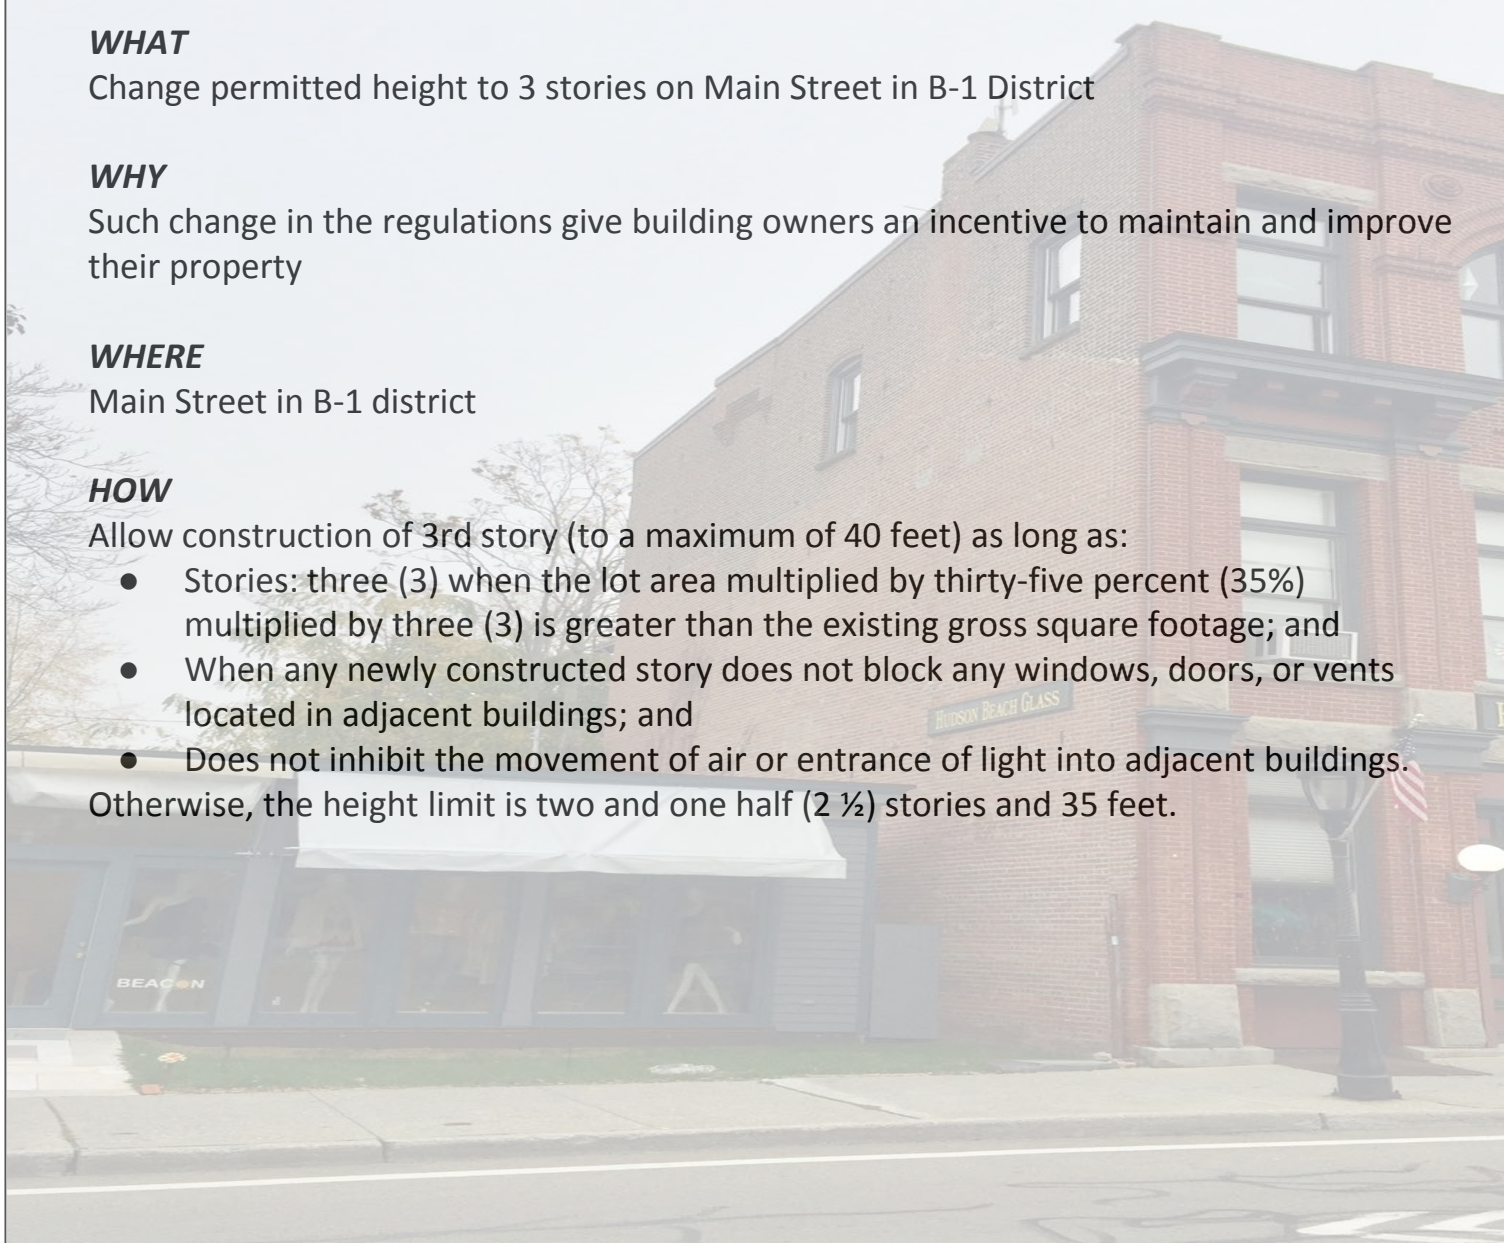 WHAT
Change permitted height to 3 stories on Main Street in B-1 District
WHY
Such change in the regulations give building owners an incentive to maintain and improve
their property
WHERE
Main Street in B-1 district
HOW
Allow construction of 3rd story (to a maximum of 40 feet) as long as:
● Stories: three (3) when the lot area multiplied by thirty-five percent (35%)
multiplied by three (3) is greater than the existing gross square footage; and
● When any newly constructed story does not block any windows, doors, or vents
located in adjacent buildings; and
HUDSON BEACH GLASS
● Does not inhibit the movement of air or entrance of light into adjacent buildings.
Otherwise, the height limit is two and one half (2 ½) stories and 35 feet.
BEACON